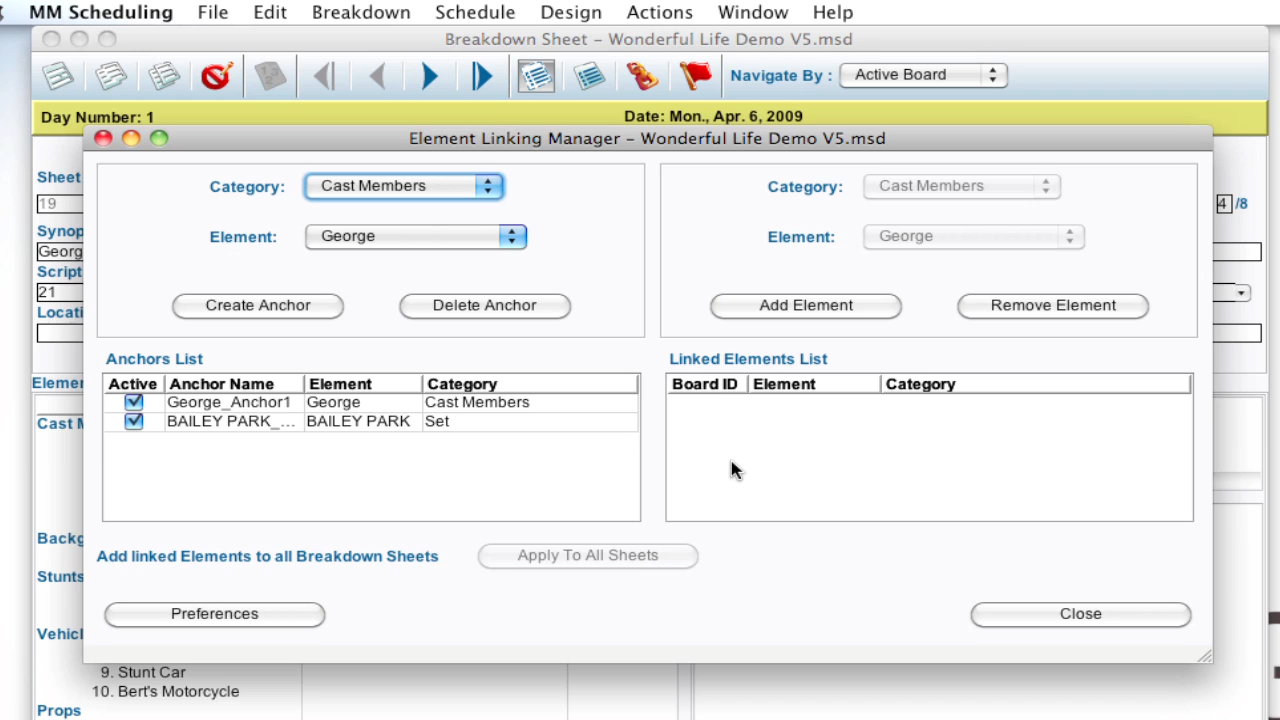 MM Scheduling File Edit Breakdown Schedule Design Actions Window Help
Breakdown Sheet – Wonderful Life Demo V5.msd
Navigate By : Active Board
Day Number: 1 Date: Mon., Apr. 6, 2009
Element Linking Manager – Wonderful Life Demo V5.msd
Sheet
19
4 /8
Synop
Georg
Script
21
Locati
Category: Cast Members
Element: George
Create Anchor Delete Anchor
Category: Cast Members
Element: George
Add Element Remove Element
Anchors List
Active Anchor Name Element Category
George_Anchor1 George Cast Members
BAILEY PARK_... BAILEY PARK Set
Linked Elements List
Board ID Element Category
Add linked Elements to all Breakdown Sheets Apply To All Sheets
Preferences Close
Elemer
Cast M
Backg
Stunts
Vehicl
9. Stunt Car
10. Bert's Motorcycle
Props